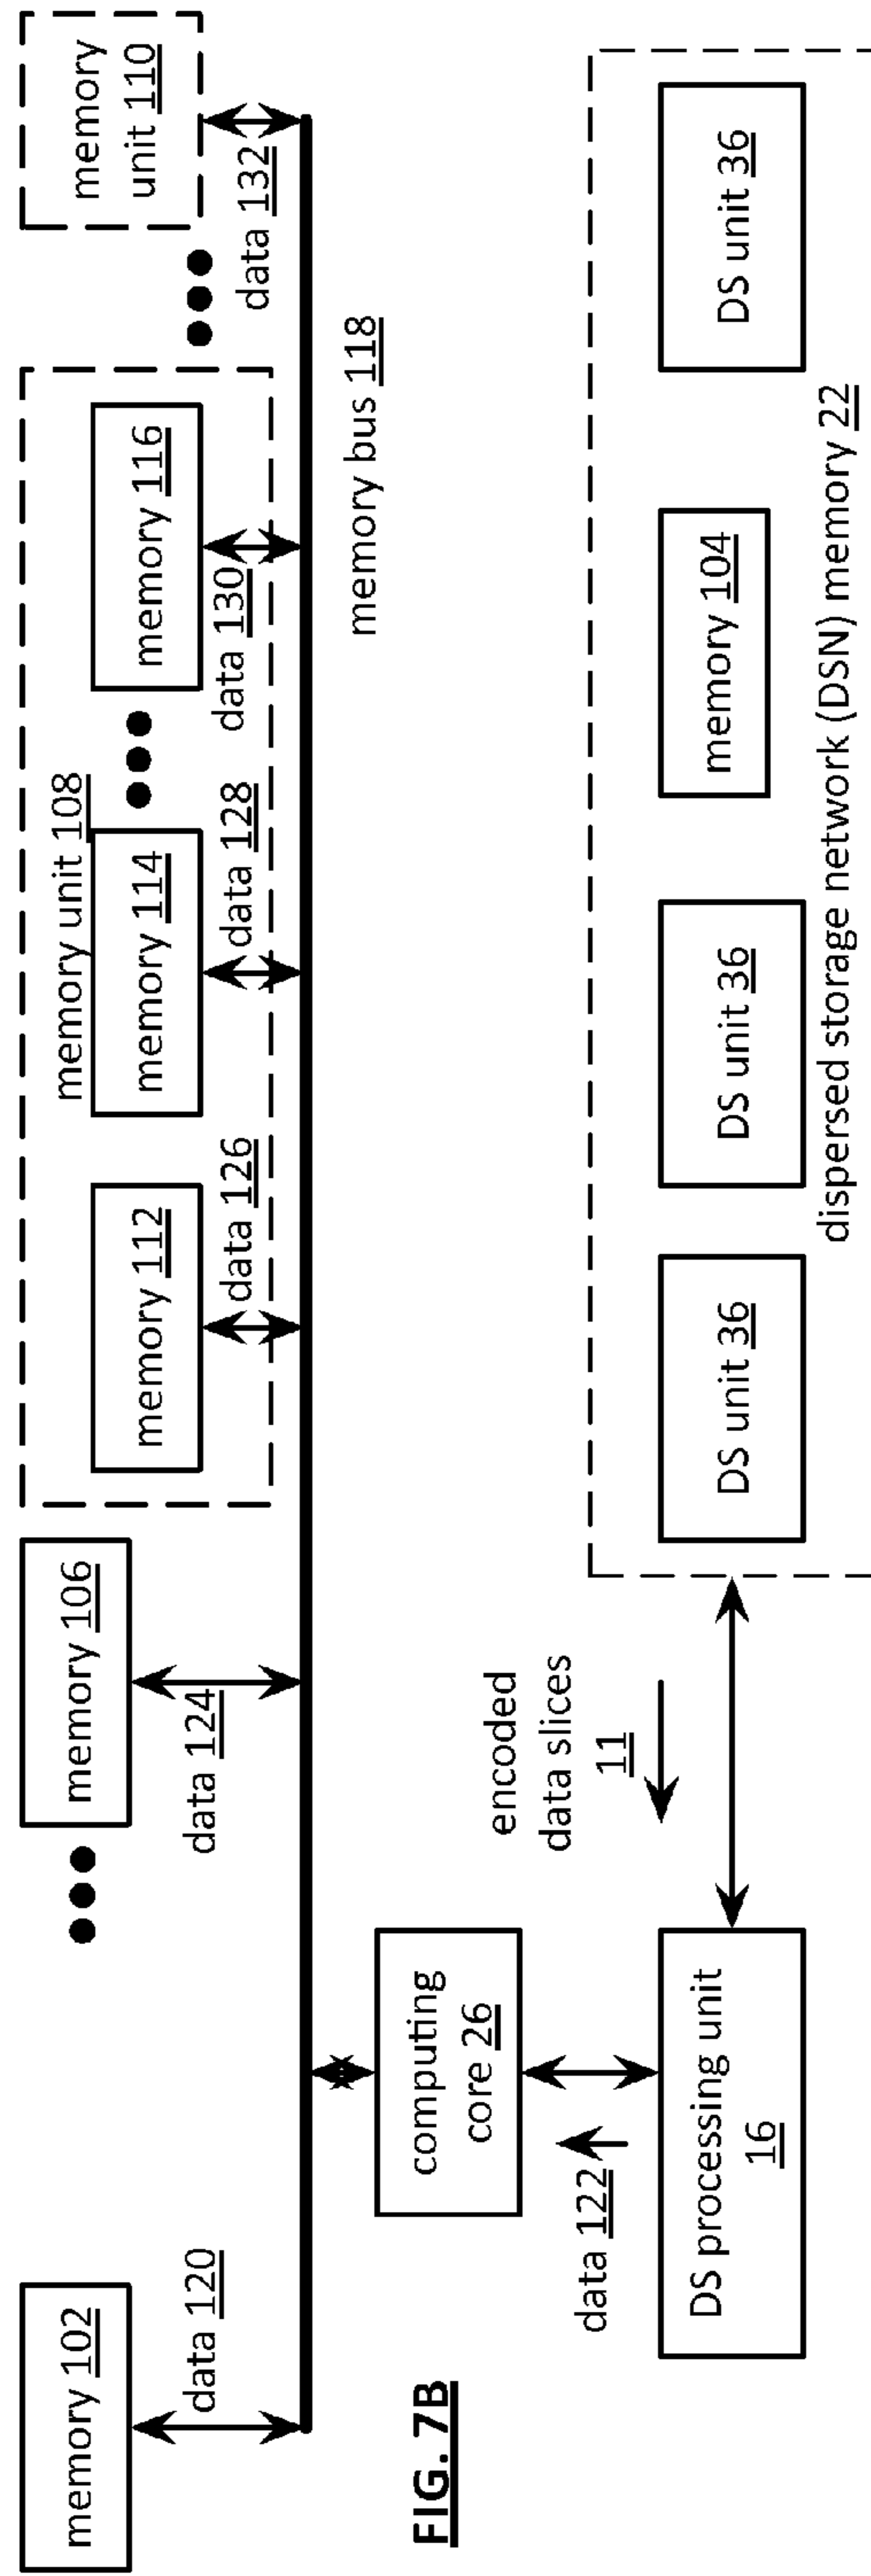 memory 102
memory 106
memory unit 108
memory 112
memory 114
memory 116
memory
unit 110
data 120
data 124
data 126
data 128
data 130
data 132
memory bus 118
computing
core 26
data 122
encoded
data slices
11
DS processing unit
16
DS unit 36
DS unit 36
memory 104
DS unit 36
dispersed storage network (DSN) memory 22
FIG. 7B